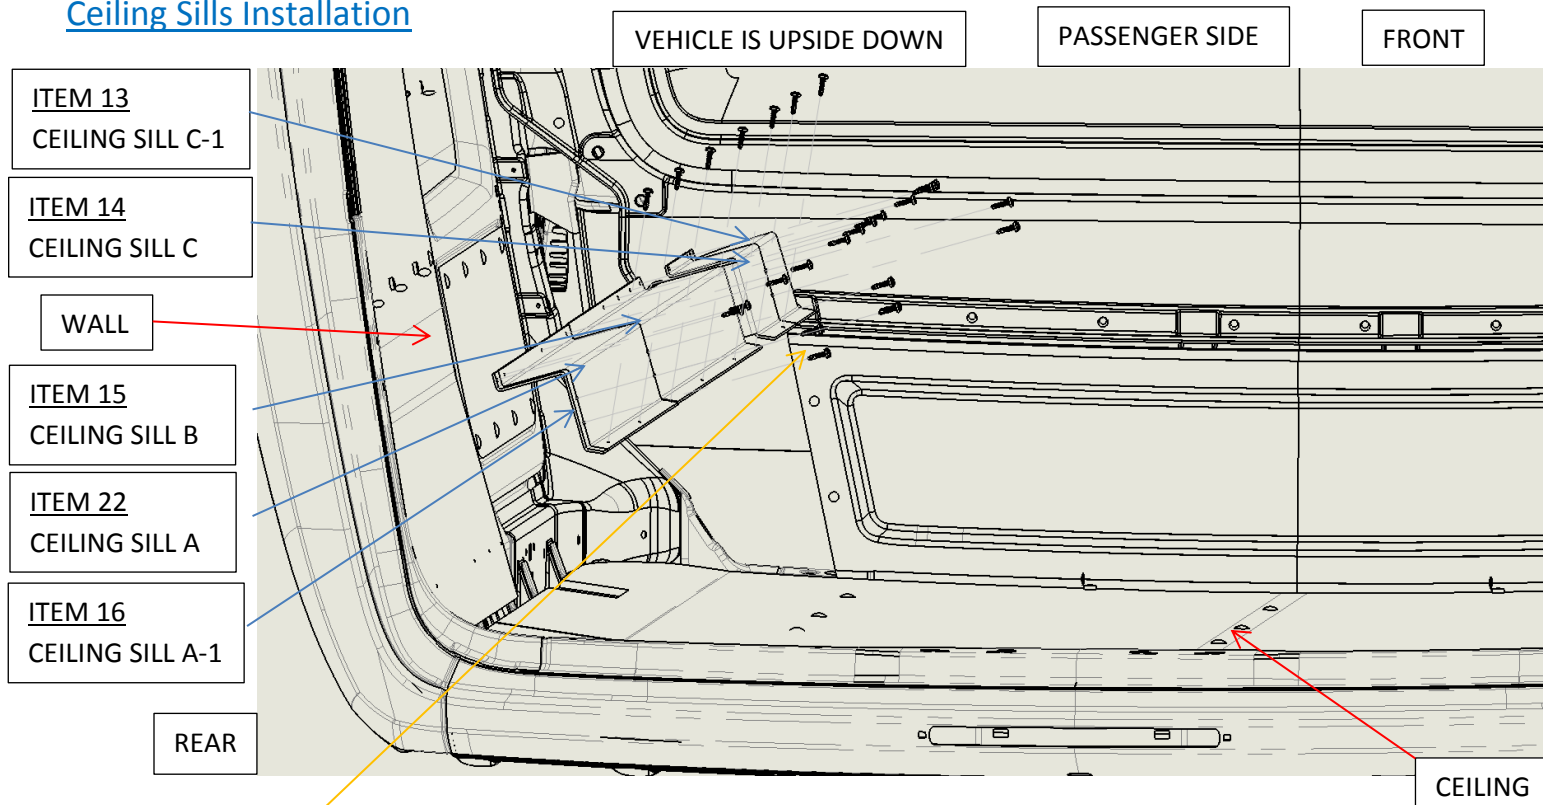 Ceiling Sills Installation
VEHICLE IS UPSIDE DOWN
PASSENGER SIDE
FRONT
ITEM 13
CEILING SILL C-1
ITEM 14
CEILING SILL C
WALL
ITEM 15
CEILING SILL B
ITEM 22
CEILING SILL A
ITEM 16
CEILING SILL A-1
REAR
CEILING